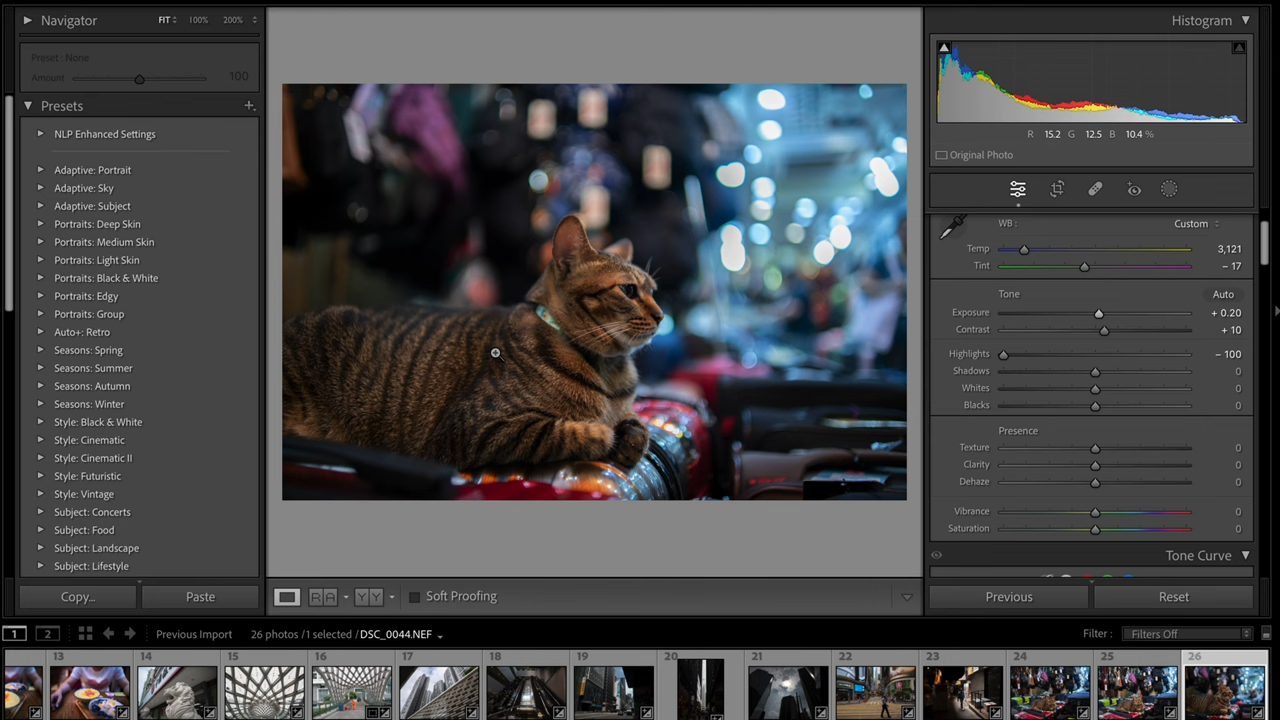 Navigator FIT 100% 200%
Preset : None
Amount 100
Presets
NLP Enhanced Settings
Adaptive: Portrait
Adaptive: Sky
Adaptive: Subject
Portraits: Deep Skin
Portraits: Medium Skin
Portraits: Light Skin
Portraits: Black & White
Portraits: Edgy
Portraits: Group
Auto+: Retro
Seasons: Spring
Seasons: Summer
Seasons: Autumn
Seasons: Winter
Style: Black & White
Style: Cinematic
Style: Cinematic II
Style: Futuristic
Style: Vintage
Subject: Concerts
Subject: Food
Subject: Landscape
Subject: Lifestyle
Copy... Paste
Soft Proofing
Histogram
R 15.2 G 12.5 B 10.4 %
Original Photo
WB : Custom
Temp 3,121
Tint – 17
Tone Auto
Exposure + 0.20
Contrast + 10
Highlights – 100
Shadows 0
Whites 0
Blacks 0
Presence
Texture 0
Clarity 0
Dehaze 0
Vibrance 0
Saturation 0
Tone Curve
Previous Reset
1 2 Previous Import 26 photos / 1 selected / DSC_0044.NEF Filter : Filters Off
13 14 15 16 17 18 19 20 21 22 23 24 25 26